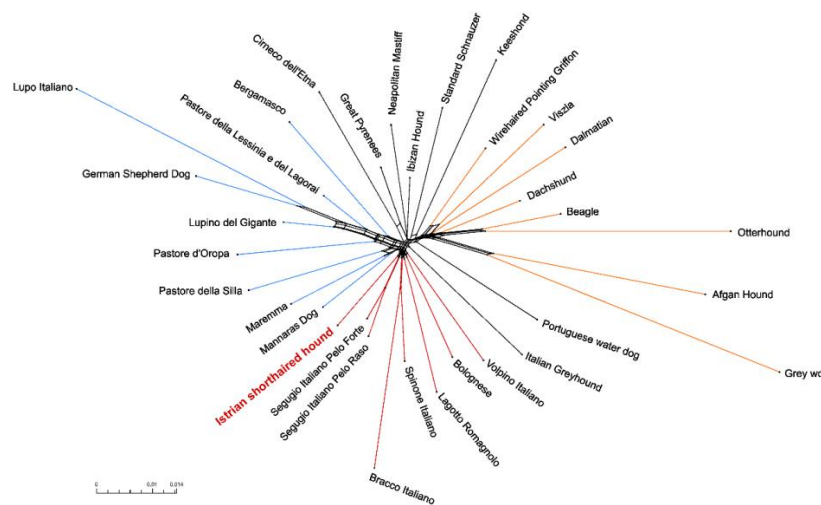 Lupo Italiano
German Shepherd Dog
Lupino del Gigante
Pastore d'Oropa
Pastore della Silla
Maremma
Mannaras Dog
Istrian shorthaired hound
Segugio Italiano Pelo Forte
Segugio Italiano Pelo Raso
Bracco Italiano
Spinone Italiano
Lagotto Romagnolo
Bolognese
Volpino Italiano
Italian Greyhound
Portuguese water dog
Grey wo
Afgan Hound
Otterhound
Beagle
Dachshund
Dalmatian
Viszla
Wirehaired Pointing Griffon
Keeshond
Standard Schnauzer
Ibizan Hound
Neapolitan Mastiff
Great Pyrenees
Cirneco dell'Etna
Bergamasco
Pastore della Lessinia e del Lagorai
0 0,01 0,014